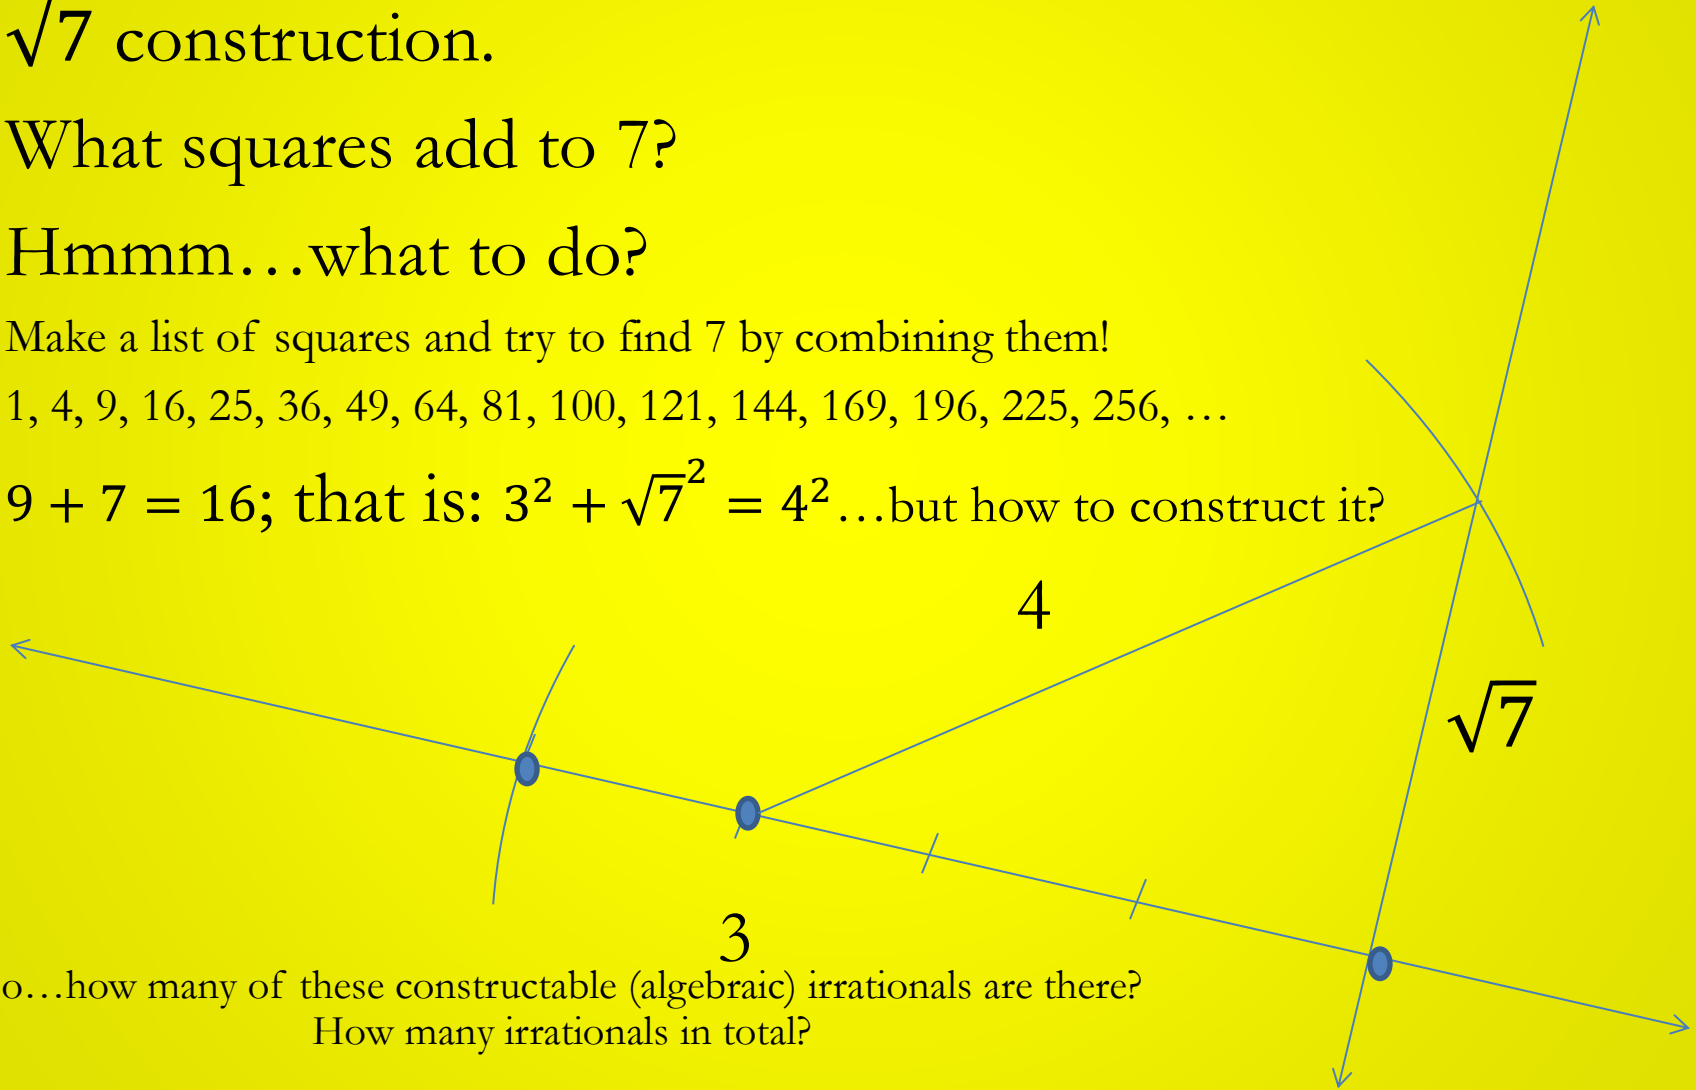 √7 construction.
What squares add to 7?
Hmmm…what to do?
Make a list of squares and try to find 7 by combining them!
1, 4, 9, 16, 25, 36, 49, 64, 81, 100, 121, 144, 169, 196, 225, 256, …
9 + 7 = 16; that is: 3² + √7² = 4²…but how to construct it?
4
√7
3
o…how many of these constructable (algebraic) irrationals are there?
How many irrationals in total?